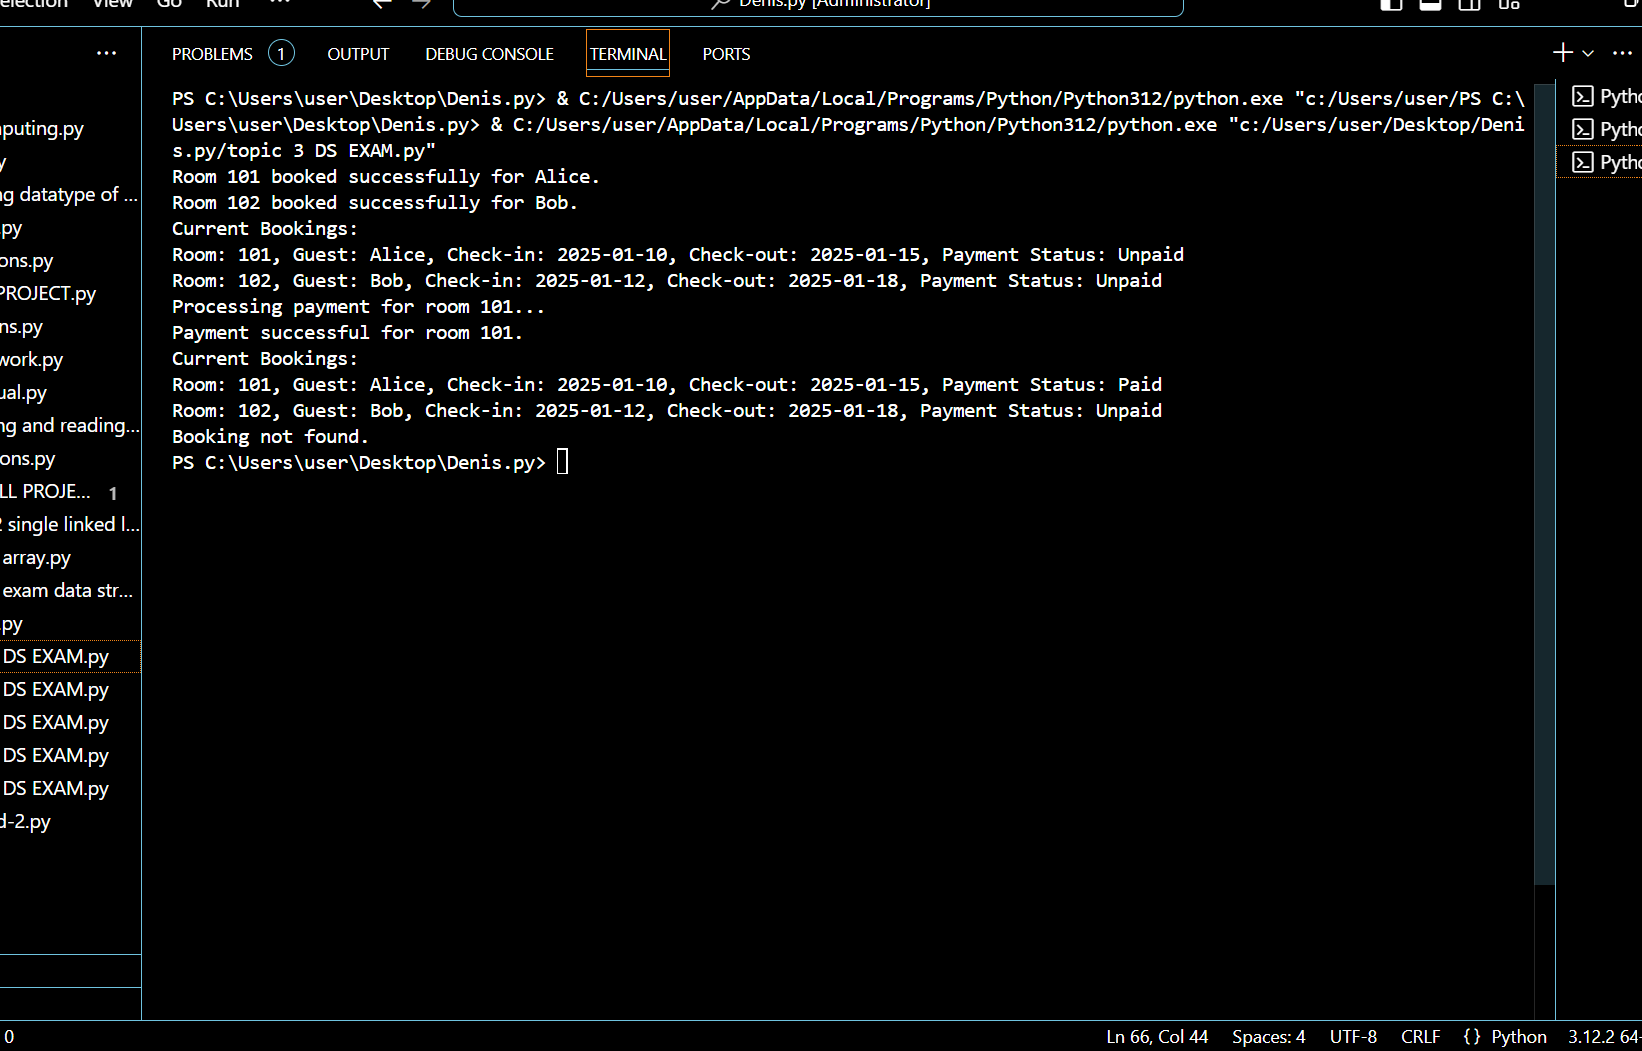 View Go Run ...
Denis.py [Administrator]
...
PROBLEMS 1 OUTPUT DEBUG CONSOLE TERMINAL PORTS
PS C:\Users\user\Desktop\Denis.py> & C:/Users/user/AppData/Local/Programs/Python/Python312/python.exe "c:/Users/user/PS C:\
Users\user\Desktop\Denis.py> & C:/Users/user/AppData/Local/Programs/Python/Python312/python.exe "c:/Users/user/Desktop/Deni
s.py/topic 3 DS EXAM.py"
Room 101 booked successfully for Alice.
Room 102 booked successfully for Bob.
Current Bookings:
Room: 101, Guest: Alice, Check-in: 2025-01-10, Check-out: 2025-01-15, Payment Status: Unpaid
Room: 102, Guest: Bob, Check-in: 2025-01-12, Check-out: 2025-01-18, Payment Status: Unpaid
Processing payment for room 101...
Payment successful for room 101.
Current Bookings:
Room: 101, Guest: Alice, Check-in: 2025-01-10, Check-out: 2025-01-15, Payment Status: Paid
Room: 102, Guest: Bob, Check-in: 2025-01-12, Check-out: 2025-01-18, Payment Status: Unpaid
Booking not found.
PS C:\Users\user\Desktop\Denis.py>
puting.py
y
ng datatype of ...
.py
ons.py
PROJECT.py
ns.py
work.py
ual.py
ng and reading...
ons.py
LL PROJE... 1
2 single linked l...
array.py
exam data str...
.py
DS EXAM.py
DS EXAM.py
DS EXAM.py
DS EXAM.py
DS EXAM.py
d-2.py
Pytho
Pytho
Pytho
0
Ln 66, Col 44 Spaces: 4 UTF-8 CRLF {} Python 3.12.2 64-